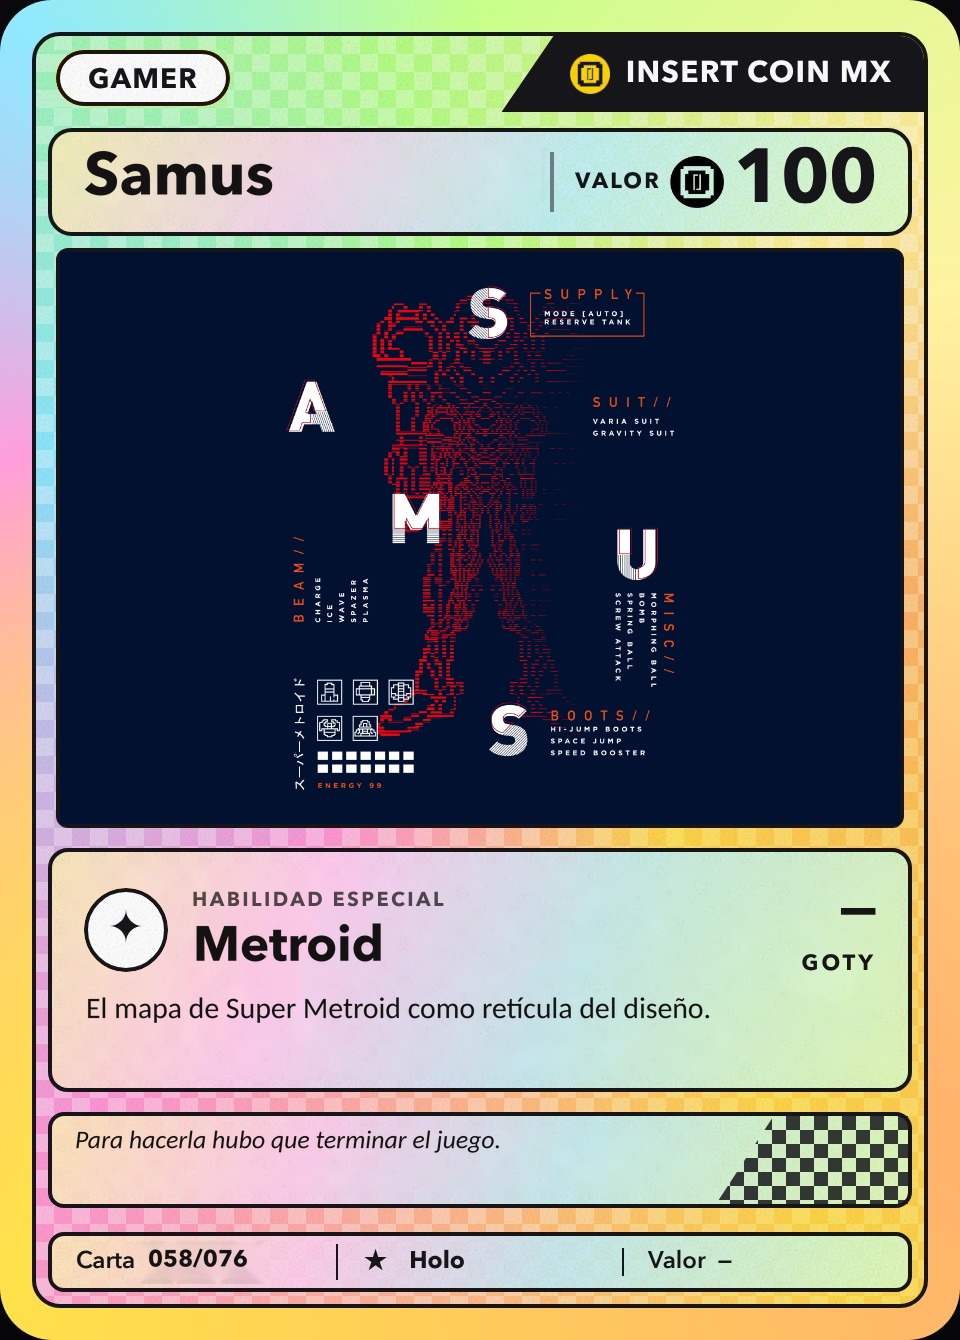 GAMER
INSERT COIN MX
Samus
VALOR 100
S
SUPPLY
MODE [AUTO]
RESERVE TANK
A
SUIT//
VARIA SUIT
GRAVITY SUIT
M
BEAM//
CHARGE
ICE
WAVE
SPAZER
PLASMA
U
MISC//
MORPHING BALL
BOMB
SPRING BALL
SCREW ATTACK
スーパーメトロイド
ENERGY 99
S
BOOTS//
HI-JUMP BOOTS
SPACE JUMP
SPEED BOOSTER
HABILIDAD ESPECIAL
Metroid
–
GOTY
El mapa de Super Metroid como retícula del diseño.
Para hacerla hubo que terminar el juego.
Carta 058/076 ★ Holo Valor –